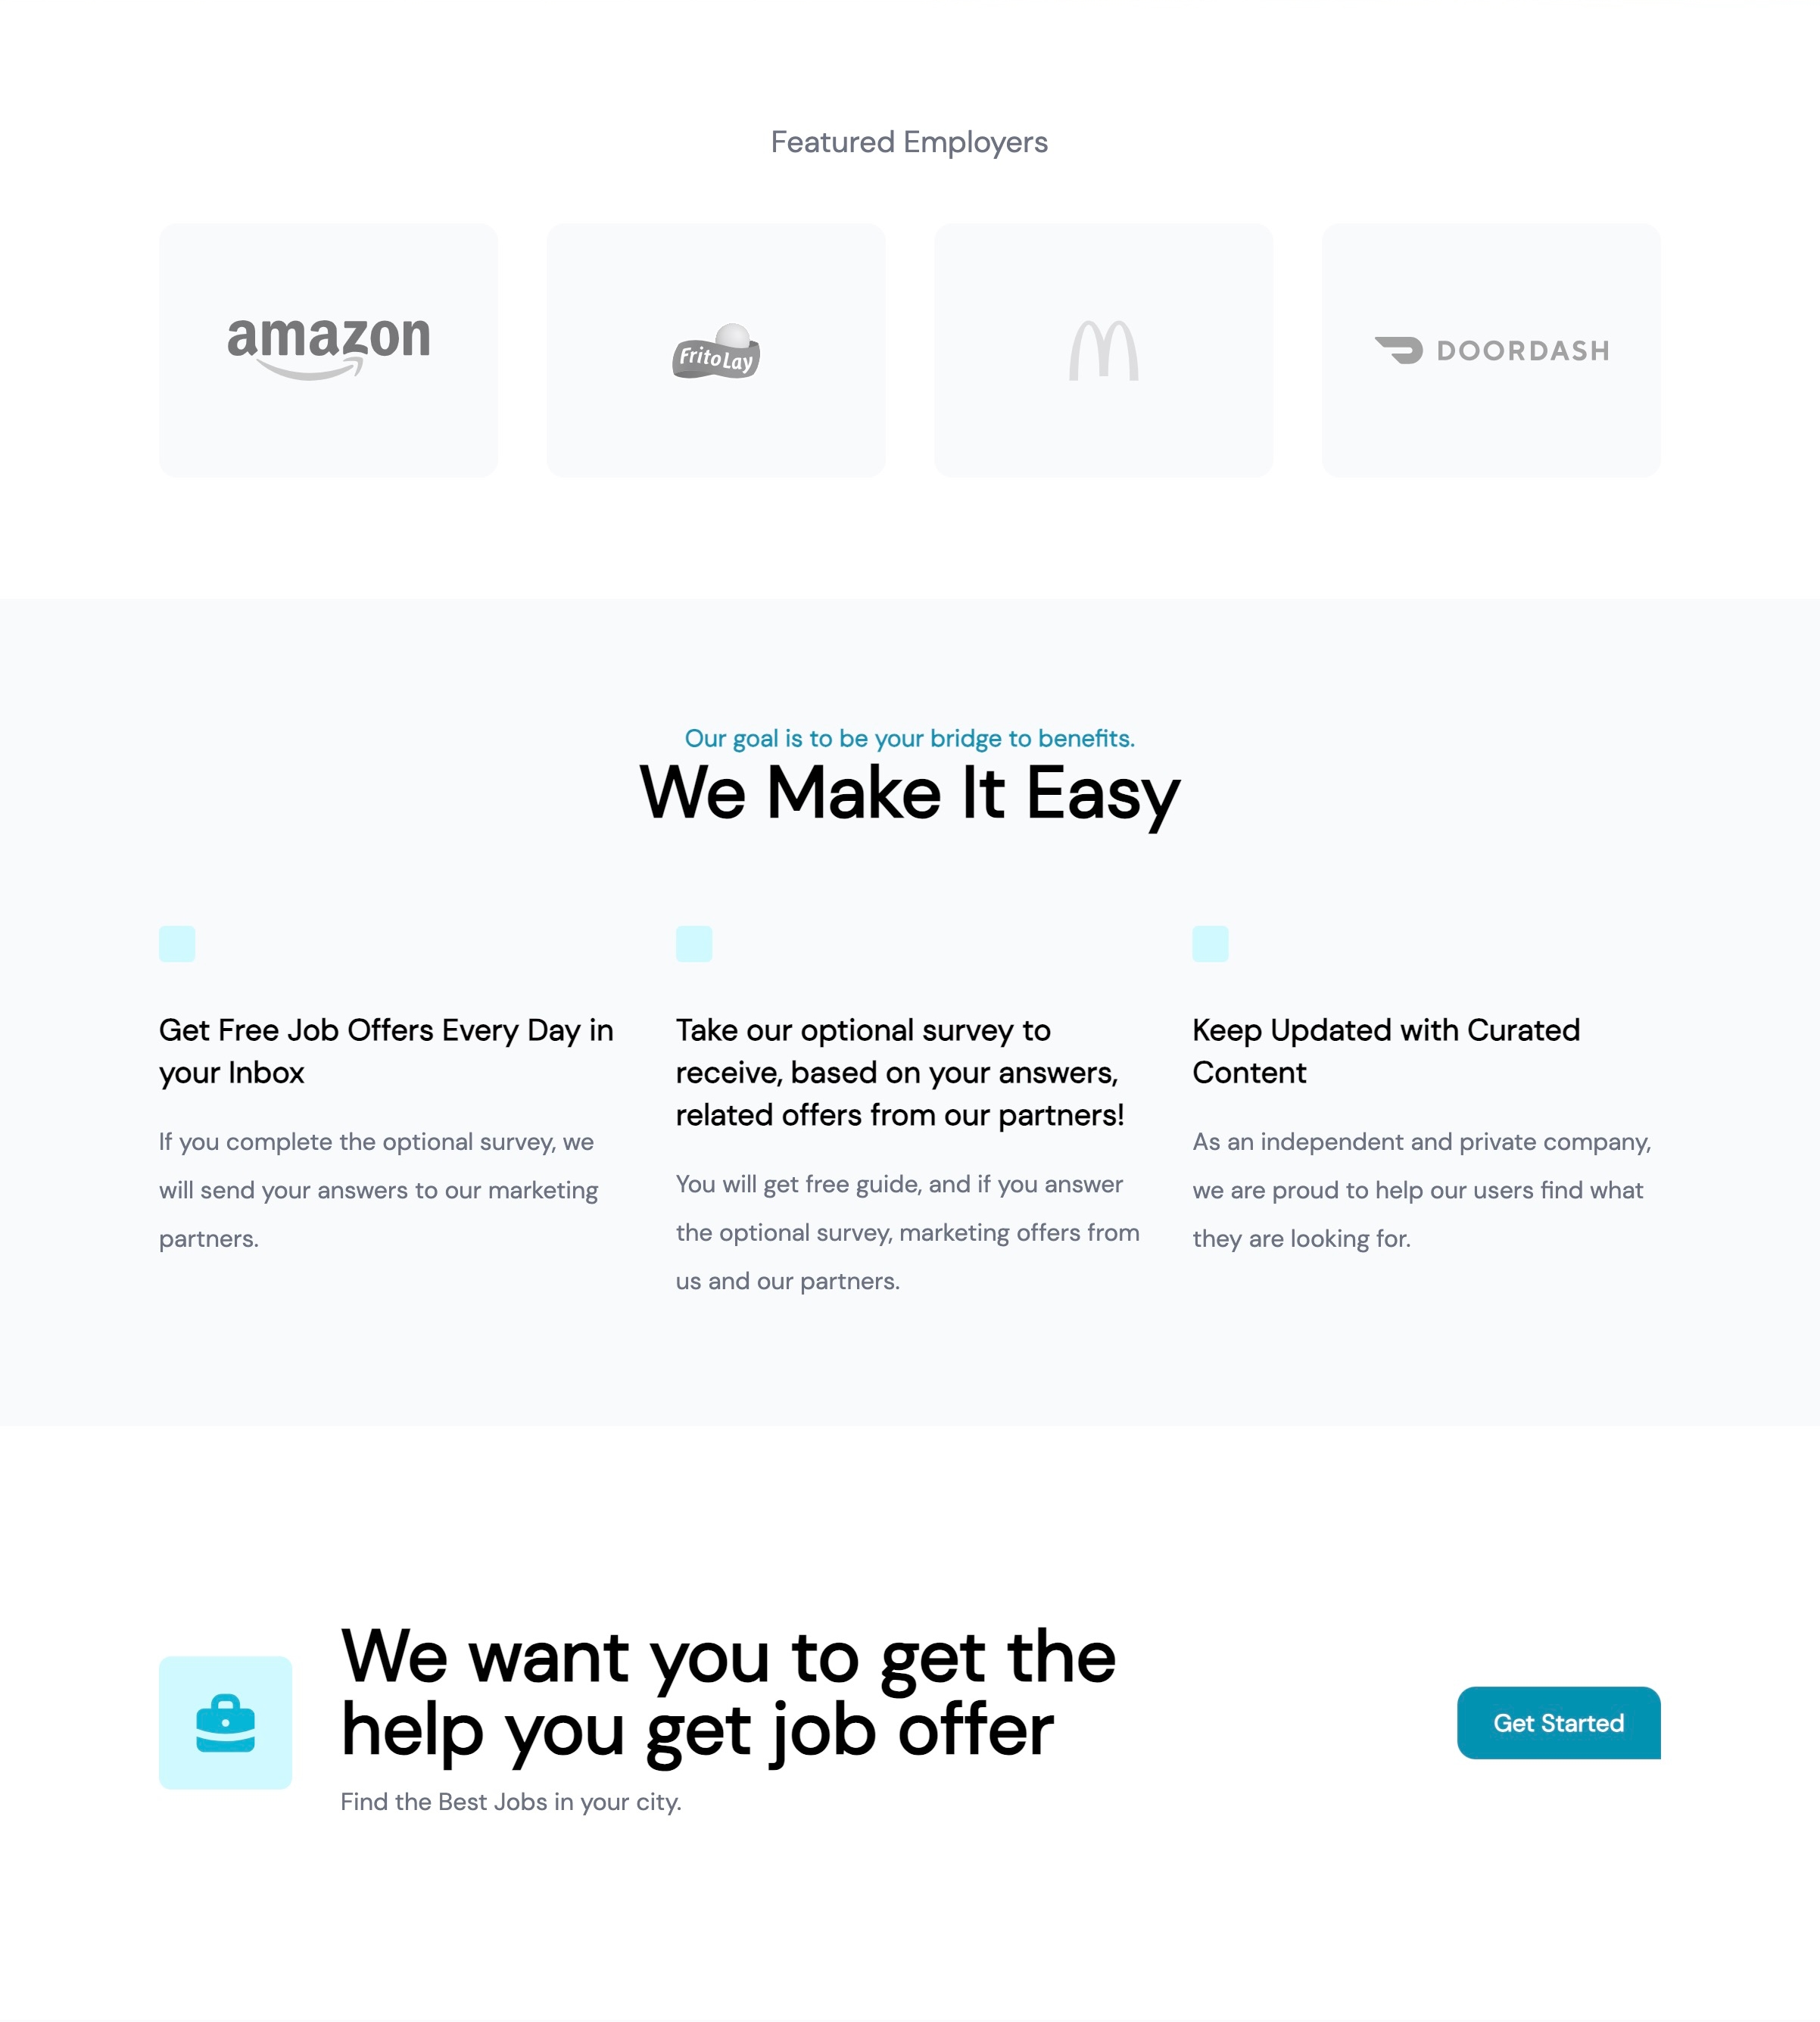 Featured Employers
amazon
FritoLay
DOORDASH
Our goal is to be your bridge to benefits.
We Make It Easy
Get Free Job Offers Every Day in
your Inbox
If you complete the optional survey, we
will send your answers to our marketing
partners.
Take our optional survey to
receive, based on your answers,
related offers from our partners!
You will get free guide, and if you answer
the optional survey, marketing offers from
us and our partners.
Keep Updated with Curated
Content
As an independent and private company,
we are proud to help our users find what
they are looking for.
We want you to get the
help you get job offer
Find the Best Jobs in your city.
Get Started